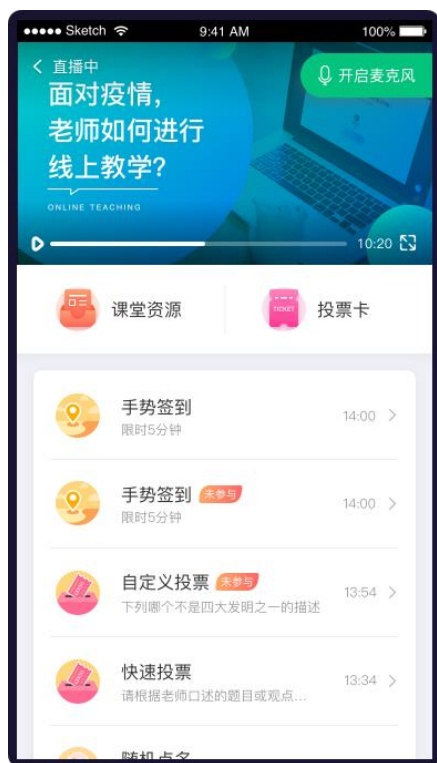 ●●●●● Sketch 9:41 AM 100%
直播中
开启麦克风
面对疫情，
老师如何进行
线上教学?
ONLINE TEACHING
10:20
课堂资源
TICKET
投票卡
手势签到
14:00
限时5分钟
手势签到 未参与
14:00
限时5分钟
自定义投票 未参与
13:54
下列哪个不是四大发明之一的描述
快速投票
13:34
请根据老师口述的题目或观点...
随机点名